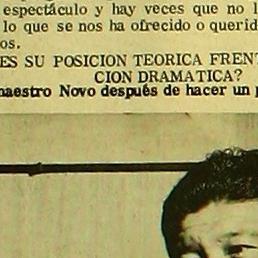 espectáculo y hay veces que no l
lo que se nos ha ofrecido o querid
os.
ES SU POSICION TEORICA FRENT
CION DRAMATICA?
maestro Novo después de hacer un p